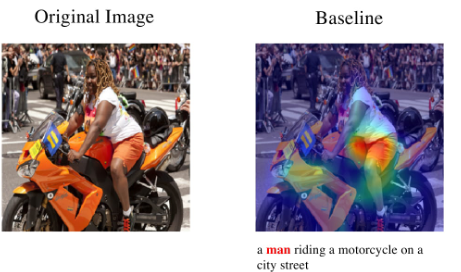 Original Image
Baseline
a man riding a motorcycle on a
city street